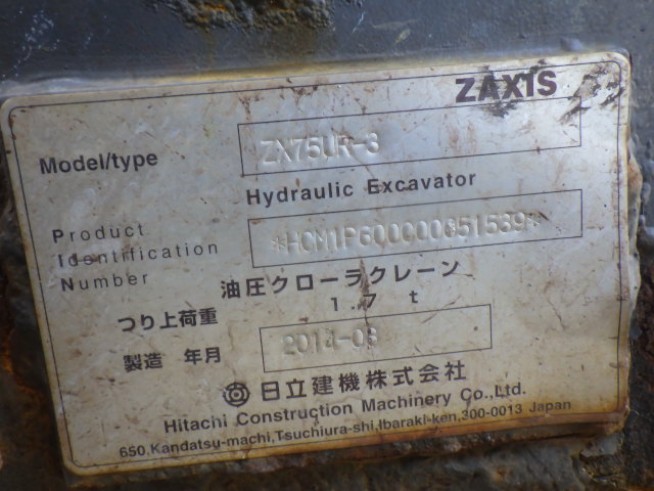 ZAXIS
Model/type ZX75UR-3
Hydraulic Excavator
Product
Identification
Number
油圧クローラクレーン
つり上荷重 1.7 t
製造 年月
日立建機株式会社
Hitachi Construction Machinery Co.,Ltd.
650,Kandatsu-machi,Tsuchiura-shi,Ibaraki-ken,300-0013 Japan